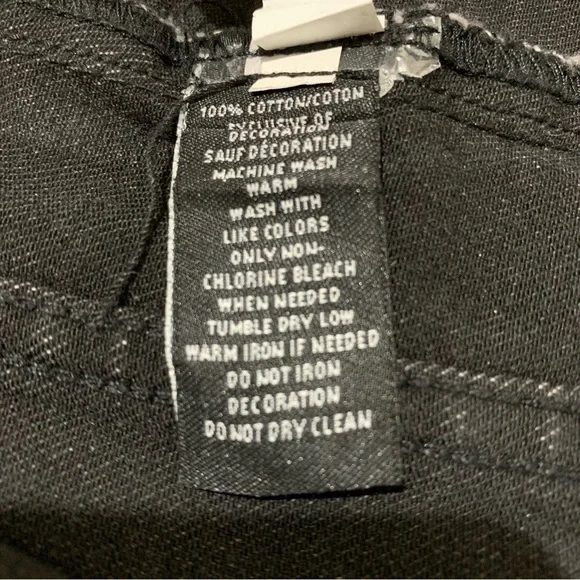 100% COTTON/COTON
EXCLUSIVE OF
DECORATION
SAUF DÉCORATION
MACHINE WASH
WARM
WASH WITH
LIKE COLORS
ONLY NON-
CHLORINE BLEACH
WHEN NEEDED
TUMBLE DRY LOW
WARM IRON IF NEEDED
DO NOT IRON
DECORATION
DO NOT DRY CLEAN